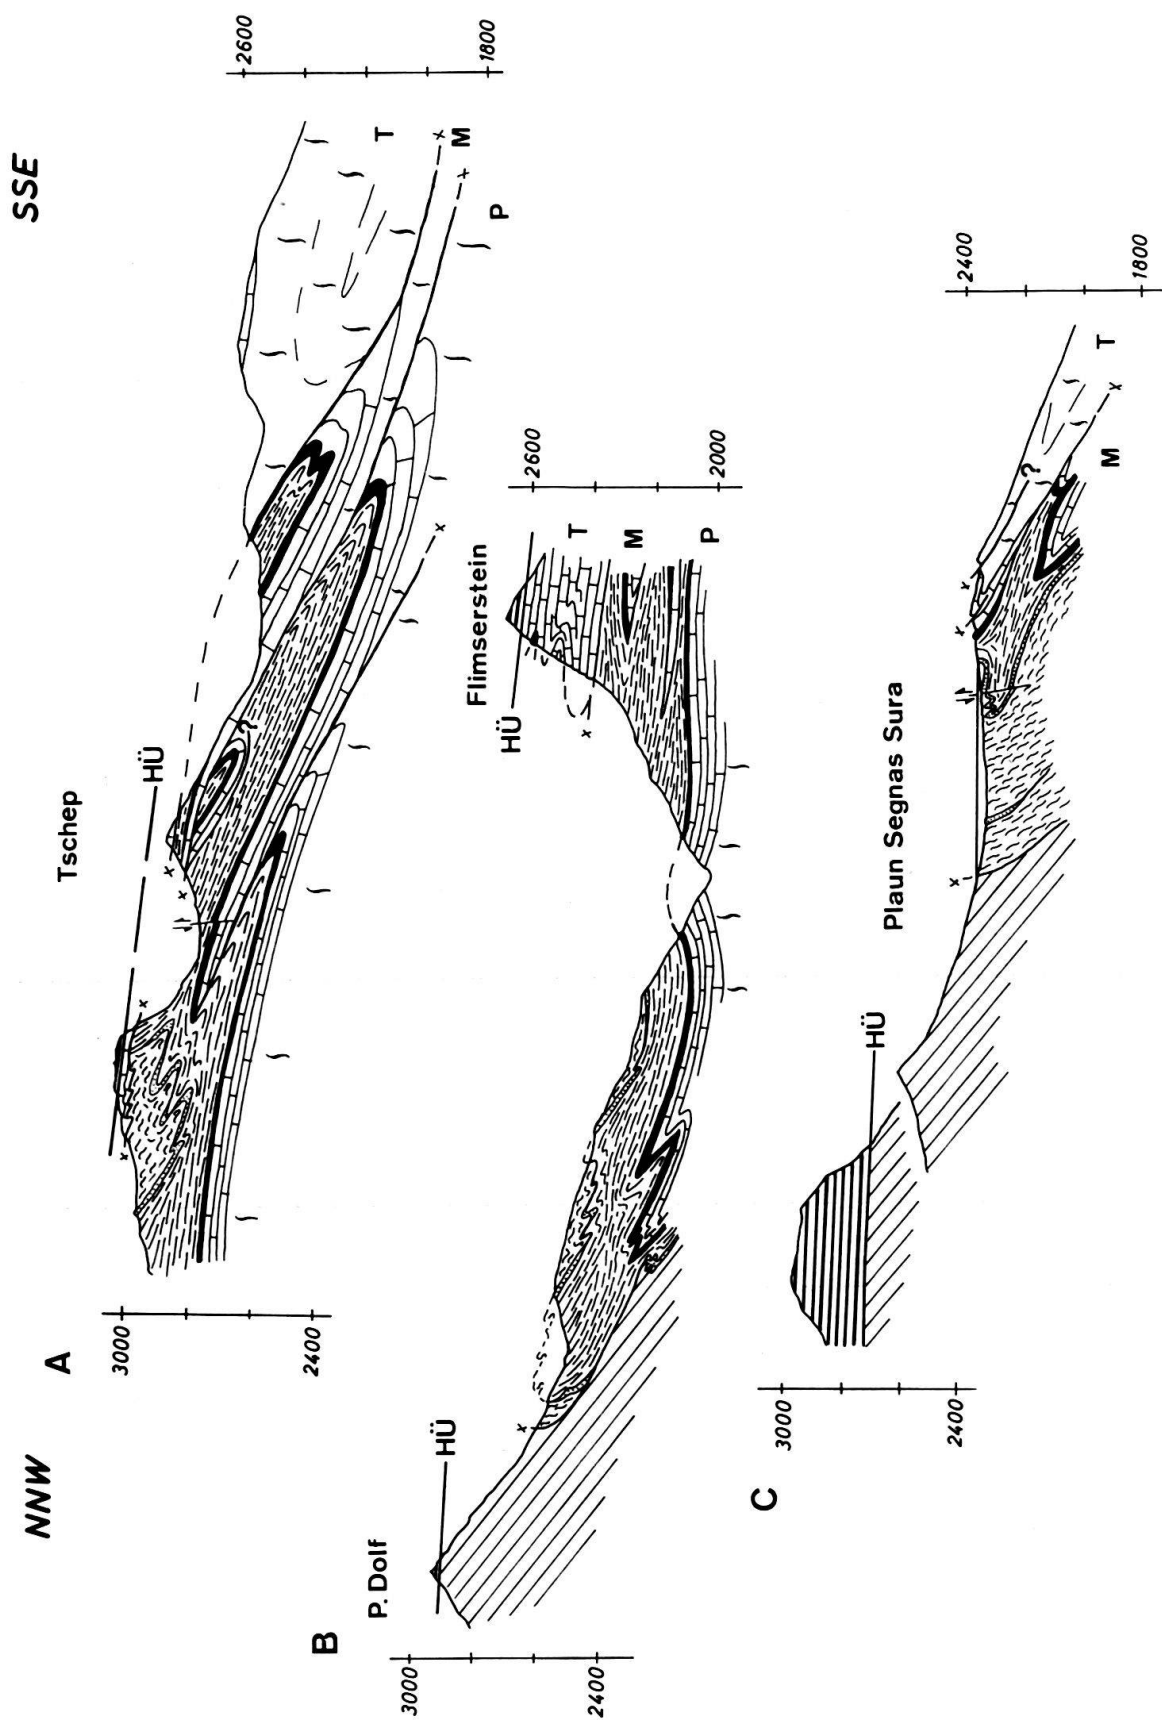 NNW
SSE
A
Tschep
HÜ
3000
2400
2600
1800
T
M
P
x
x
x
x
x
x
x
?
B
P. Dolf
HÜ
Flimserstein
HÜ
3000
2400
2600
2000
T
M
P
x
x
C
Plaun Segnas Sura
HÜ
3000
2400
2400
1800
T
M
x
x
x
x
?